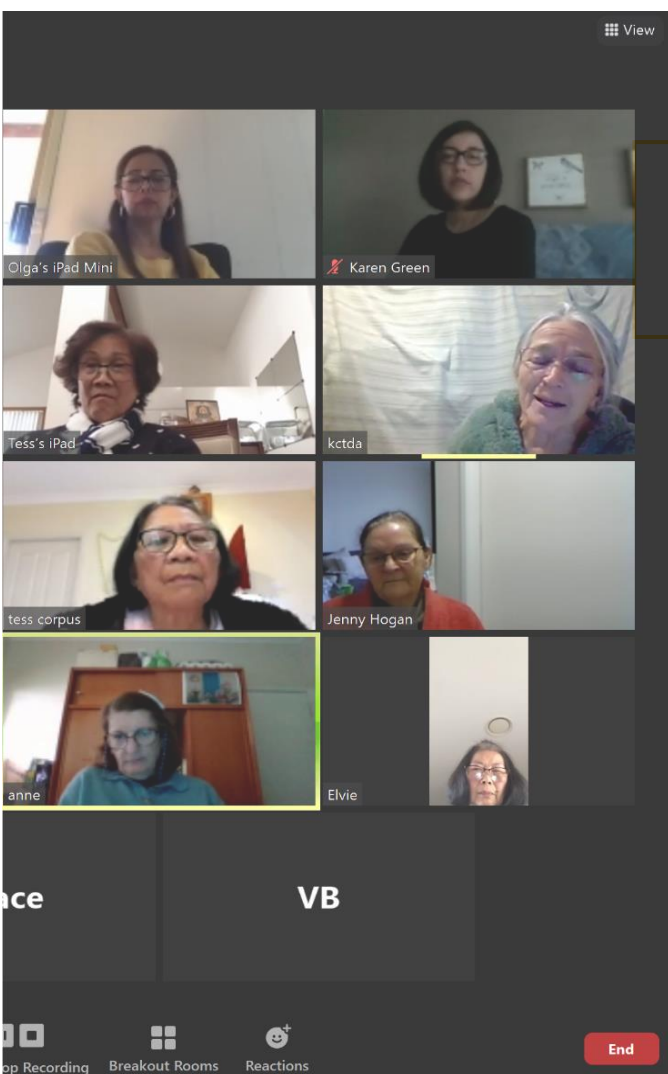 View
Olga's iPad Mini
Karen Green
Tess's iPad
kctda
tess corpus
Jenny Hogan
anne
Elvie
ace
VB
op Recording
Breakout Rooms
Reactions
End